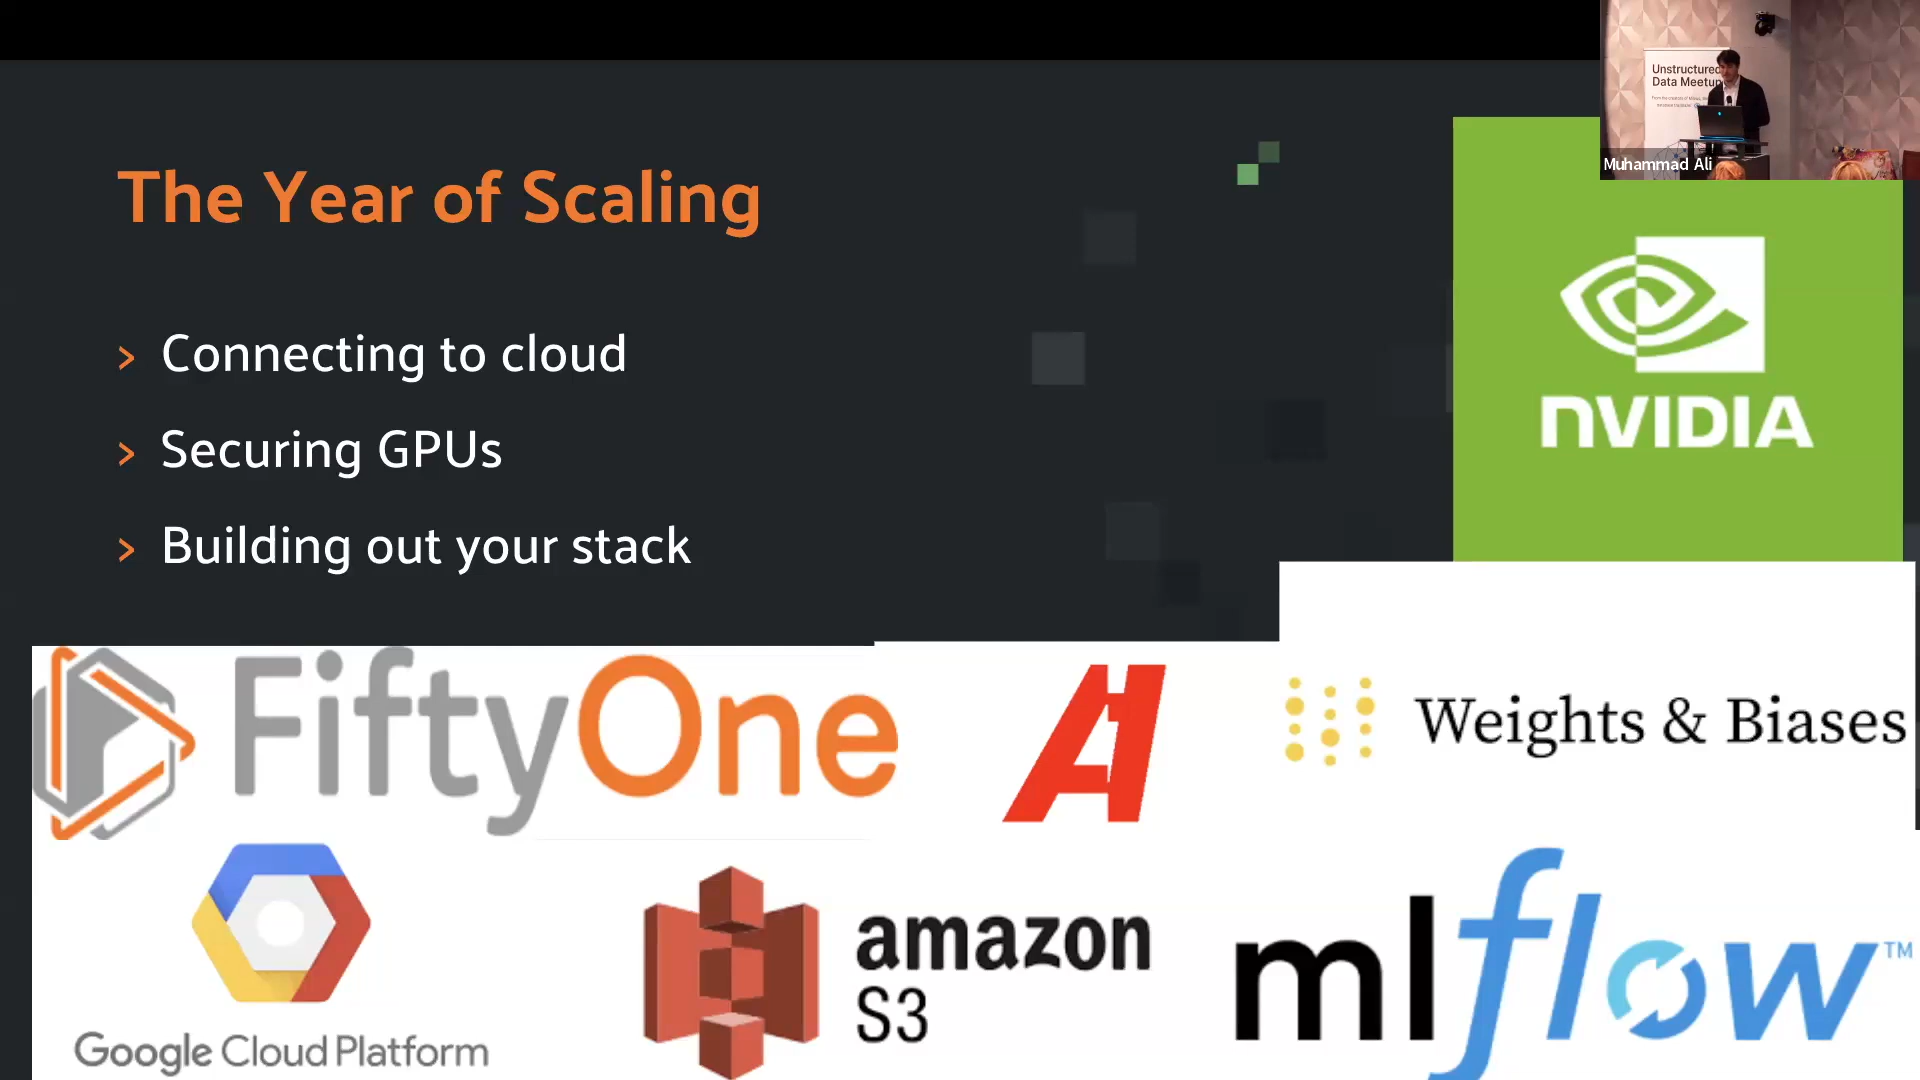 The Year of Scaling
> Connecting to cloud
> Securing GPUs
> Building out your stack
Unstructured
Data Meetup
Muhammad Ali
NVIDIA
FiftyOne
Weights & Biases
Google Cloud Platform
amazon
S3
mlflow™